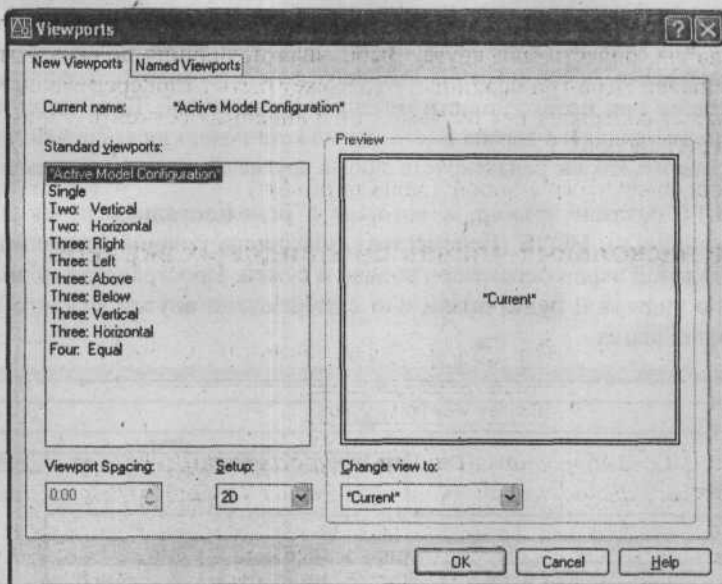 Viewports
New Viewports
Named Viewports
Current name: *Active Model Configuration*
Standard viewports:
*Active Model Configuration*
Single
Two: Vertical
Two: Horizontal
Three: Right
Three: Left
Three: Above
Three: Below
Three: Vertical
Three: Horizontal
Four: Equal
Preview
*Current*
Viewport Spacing:
0.00
Setup:
2D
Change view to:
*Current*
OK
Cancel
Help